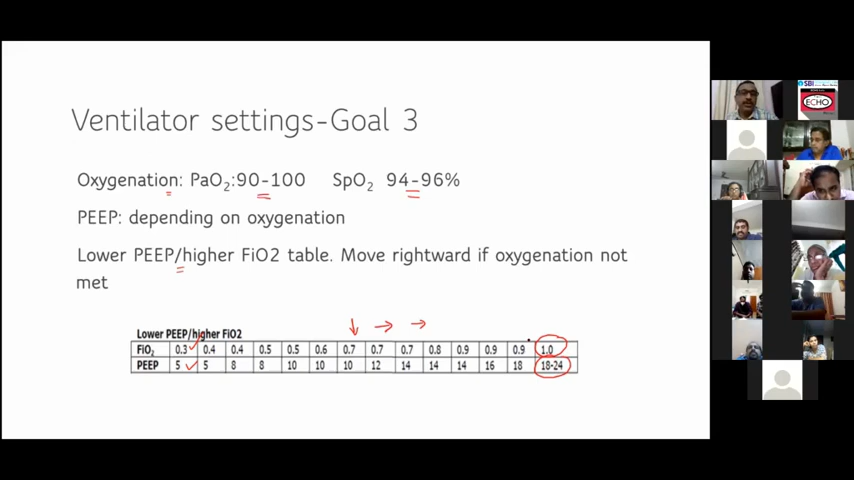 Ventilator settings-Goal 3
Oxygenation: PaO₂:90-100 SpO₂ 94-96%
PEEP: depending on oxygenation
Lower PEEP/higher FiO2 table. Move rightward if oxygenation not
met
Lower PEEP/higher FiO2
FiO₂ 0.3 0.4 0.4 0.5 0.5 0.6 0.7 0.7 0.7 0.8 0.9 0.9 0.9 1.0
PEEP 5 5 8 8 10 10 10 12 14 14 14 16 18 18-24
SBI
ECHO